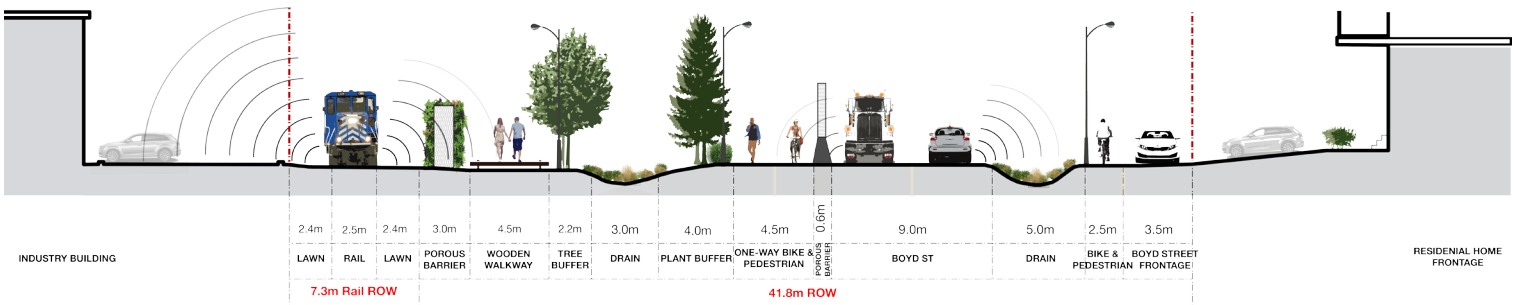 2.4m 2.5m 2.4m 3.0m 4.5m 2.2m 3.0m 4.0m 4.5m 0.6m 9.0m 5.0m 2.5m 3.5m
INDUSTRY BUILDING
LAWN
RAIL
LAWN
POROUS
BARRIER
WOODEN
WALKWAY
TREE
BUFFER
DRAIN
PLANT BUFFER
ONE-WAY BIKE &
PEDESTRIAN
POROUS
BARRIER
BOYD ST
DRAIN
BIKE &
PEDESTRIAN
BOYD STREET
FRONTAGE
RESIDENIAL HOME
FRONTAGE
7.3m Rail ROW
41.8m ROW